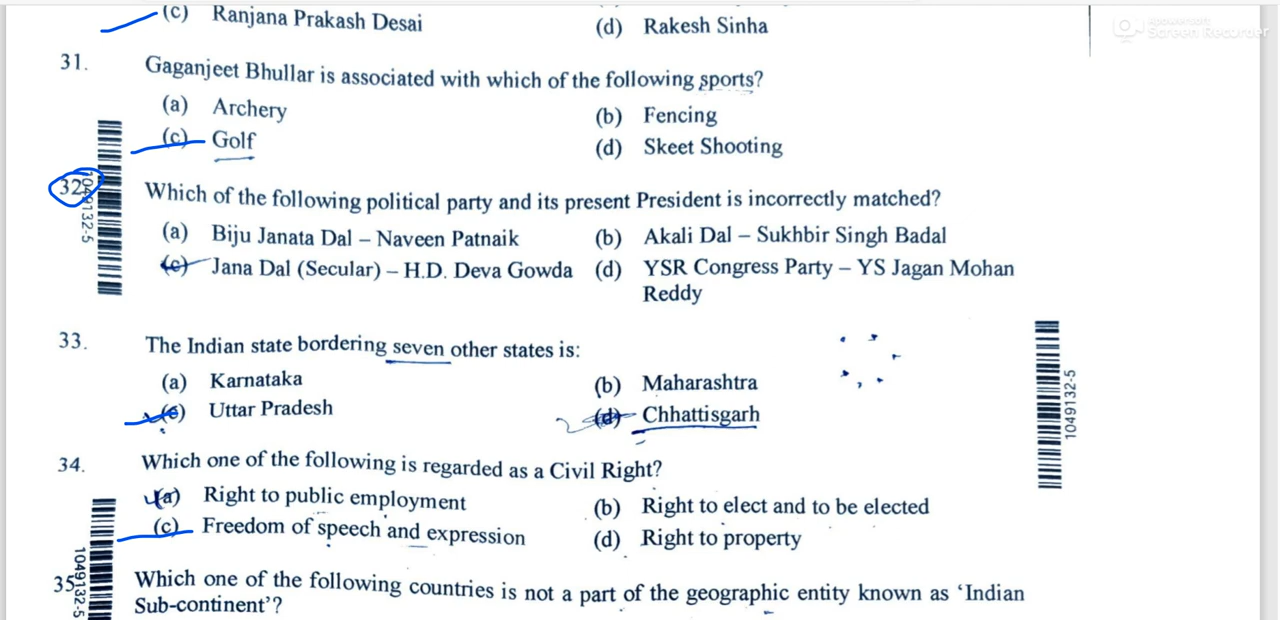 (c) Ranjana Prakash Desai (d) Rakesh Sinha
Apowersoft
Screen Recorder
31. Gaganjeet Bhullar is associated with which of the following sports?
(a) Archery (b) Fencing
(c) Golf (d) Skeet Shooting
32. Which of the following political party and its present President is incorrectly matched?
(a) Biju Janata Dal – Naveen Patnaik (b) Akali Dal – Sukhbir Singh Badal
(c) Jana Dal (Secular) – H.D. Deva Gowda (d) YSR Congress Party – YS Jagan Mohan
Reddy
1049132-5
33. The Indian state bordering seven other states is:
(a) Karnataka (b) Maharashtra
(c) Uttar Pradesh (d) Chhattisgarh
1049132-5
34. Which one of the following is regarded as a Civil Right?
(a) Right to public employment (b) Right to elect and to be elected
(c) Freedom of speech and expression (d) Right to property
1049132-5
35. Which one of the following countries is not a part of the geographic entity known as ‘Indian
Sub-continent’?